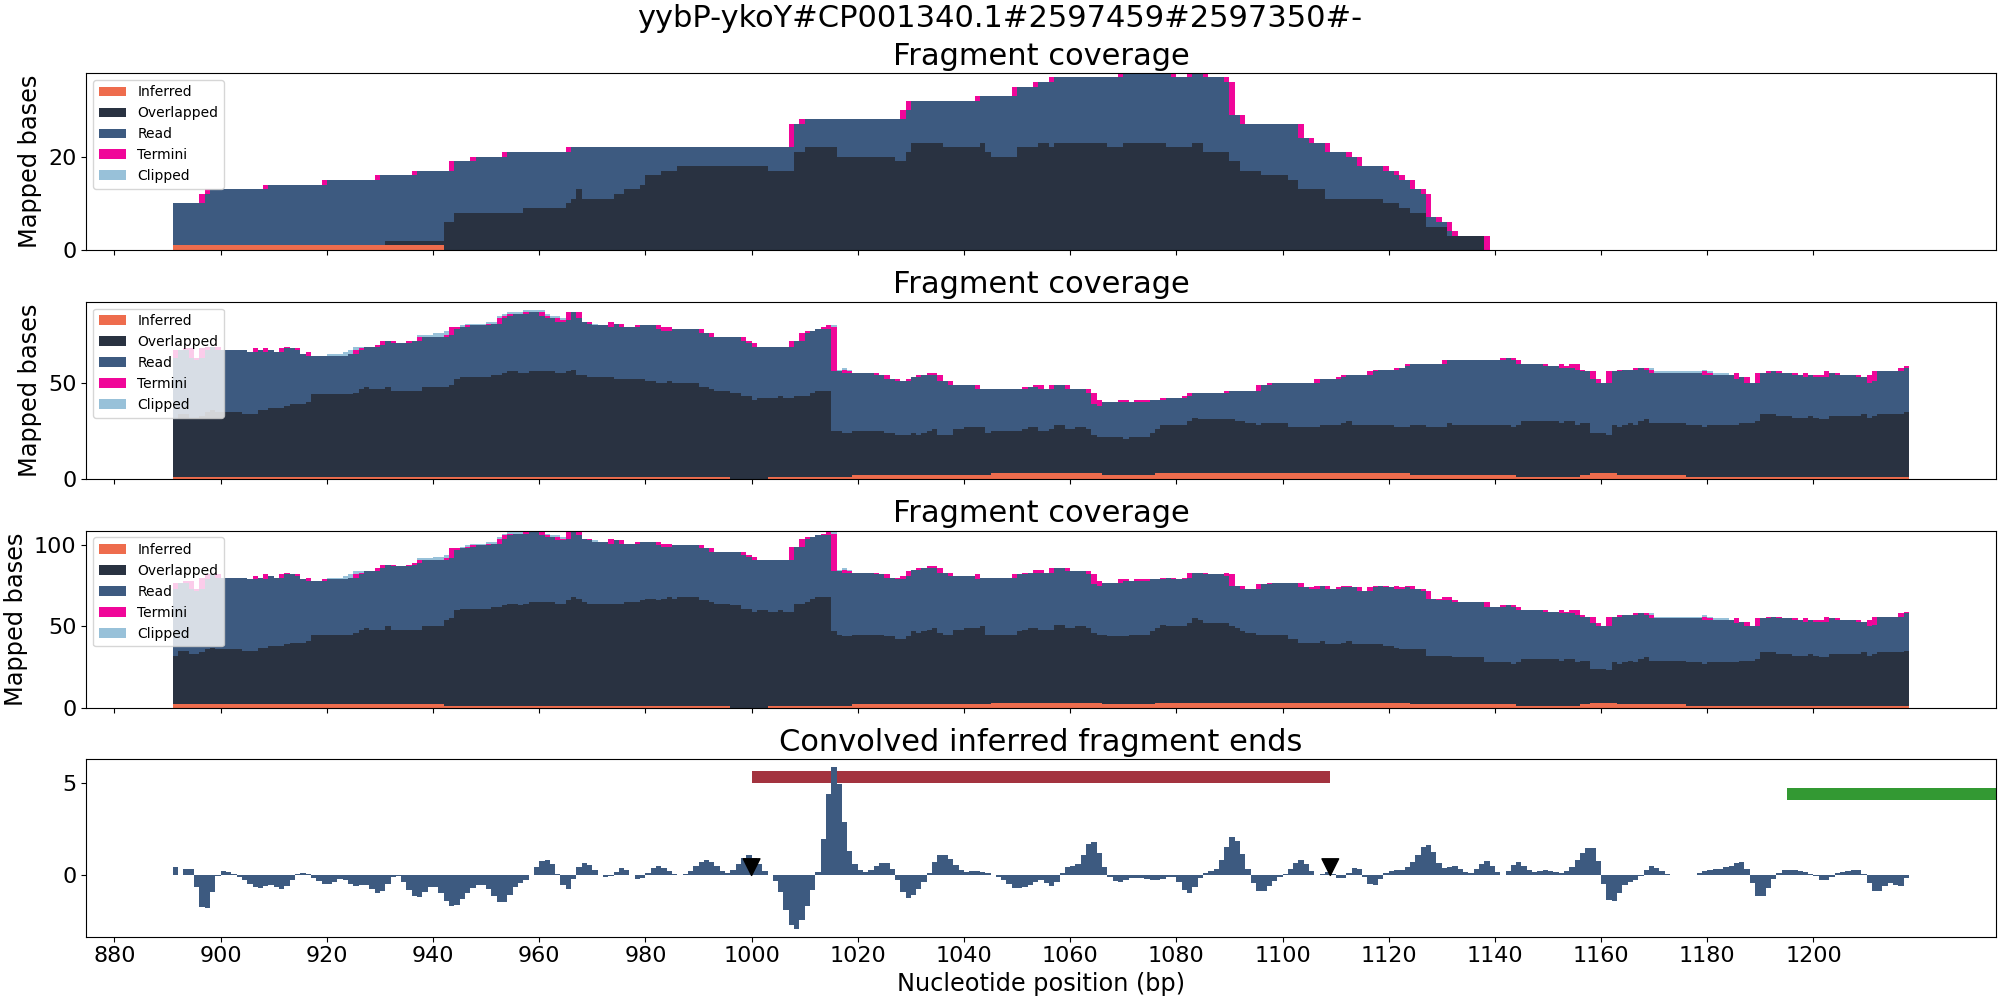 yybP-ykoY#CP001340.1#2597459#2597350#-
Fragment coverage
Mapped bases
20
0
Inferred
Overlapped
Read
Termini
Clipped
Fragment coverage
Mapped bases
50
0
Inferred
Overlapped
Read
Termini
Clipped
Fragment coverage
Mapped bases
100
50
0
Inferred
Overlapped
Read
Termini
Clipped
Convolved inferred fragment ends
5
0
880 900 920 940 960 980 1000 1020 1040 1060 1080 1100 1120 1140 1160 1180 1200
Nucleotide position (bp)